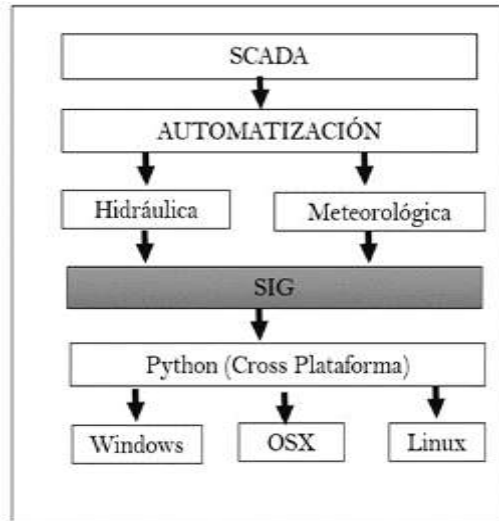 SCADA
AUTOMATIZACIÓN
Hidráulica Meteorológica
SIG
Python (Cross Plataforma)
Windows OSX Linux